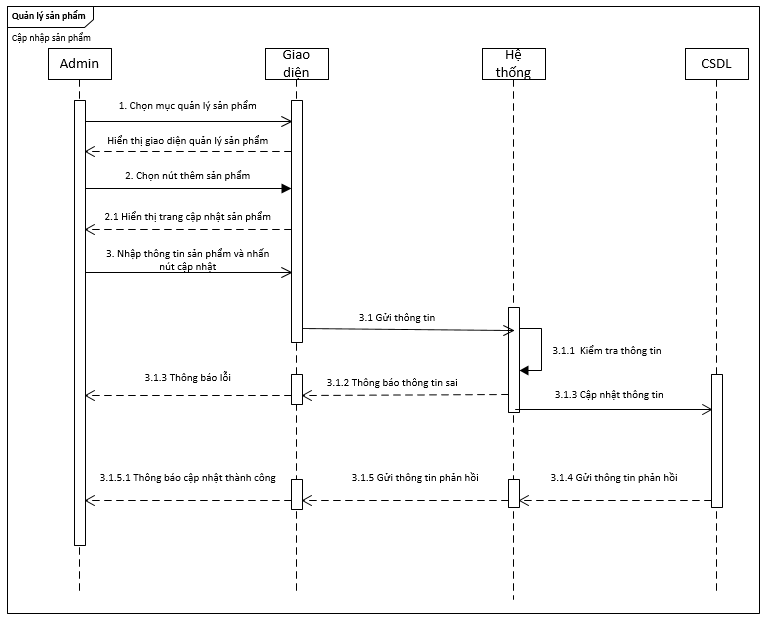 Quản lý sản phẩm
Cập nhập sản phẩm
Admin
Giao
diện
Hệ
thống
CSDL
1. Chọn mục quản lý sản phẩm
Hiển thị giao diện quản lý sản phẩm
2. Chọn nút thêm sản phẩm
2.1 Hiển thị trang cập nhật sản phẩm
3. Nhập thông tin sản phẩm và nhấn
nút cập nhật
3.1 Gửi thông tin
3.1.1 Kiểm tra thông tin
3.1.3 Thông báo lỗi
3.1.2 Thông báo thông tin sai
3.1.3 Cập nhật thông tin
3.1.5.1 Thông báo cập nhật thành công
3.1.5 Gửi thông tin phản hồi
3.1.4 Gửi thông tin phản hồi